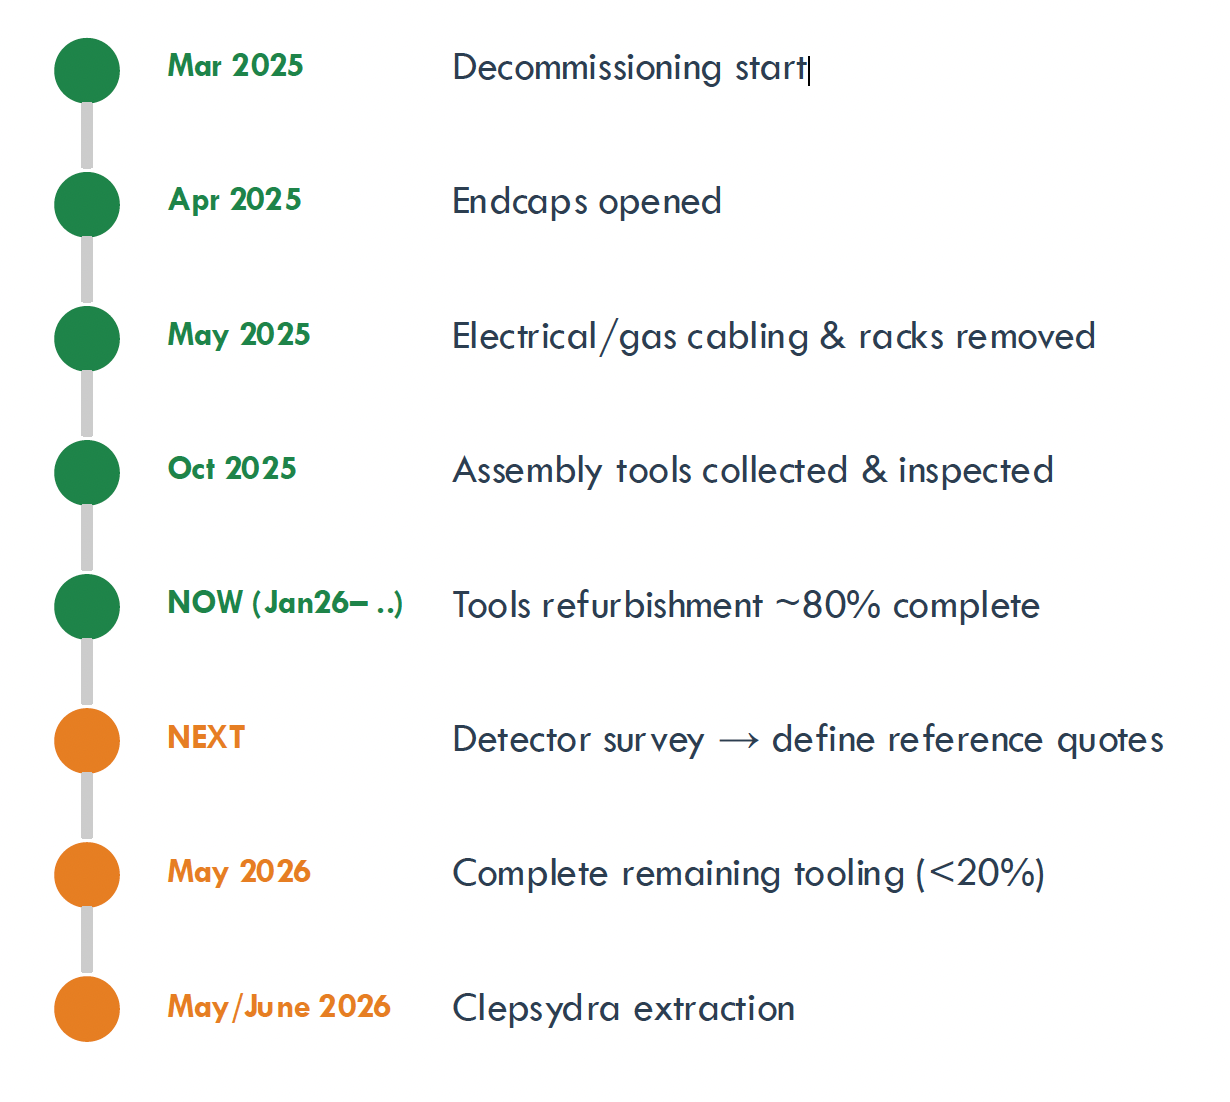 Mar 2025 Decommissioning start
Apr 2025 Endcaps opened
May 2025 Electrical/gas cabling & racks removed
Oct 2025 Assembly tools collected & inspected
NOW (Jan26– ..) Tools refurbishment ~80% complete
NEXT Detector survey → define reference quotes
May 2026 Complete remaining tooling (<20%)
May/June 2026 Clepsydra extraction